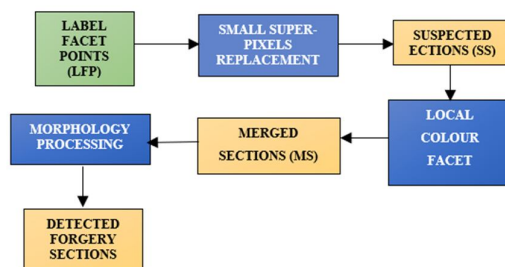 LABEL
FACET
POINTS
(LFP)
SMALL SUPER-
PIXELS
REPLACEMENT
SUSPECTED
ECTIONS (SS)
LOCAL
COLOUR
FACET
MERGED
SECTIONS (MS)
MORPHOLOGY
PROCESSING
DETECTED
FORGERY
SECTIONS